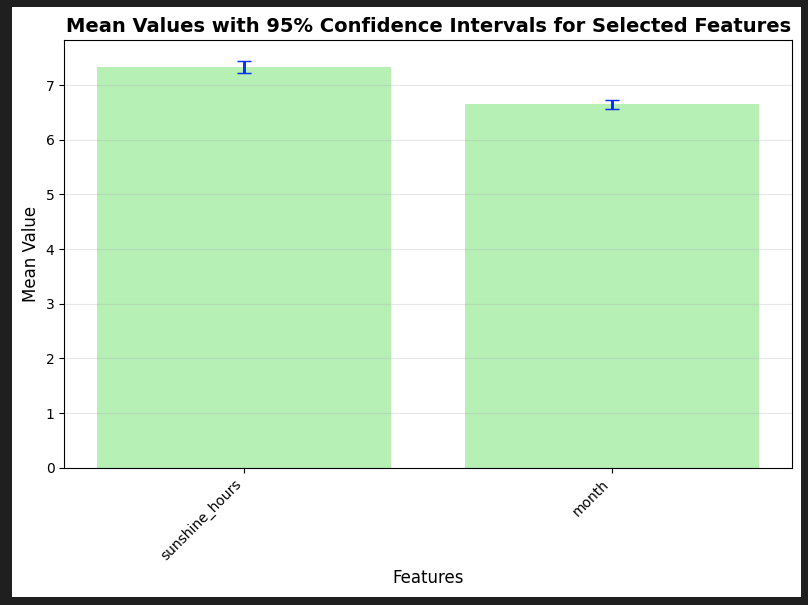 Mean Values with 95% Confidence Intervals for Selected Features
Mean Value
7
6
5
4
3
2
1
0
sunshine_hours
month
Features